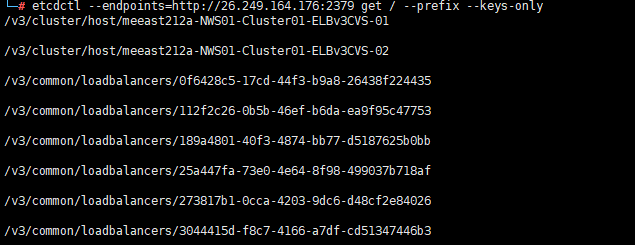 └─# etcdctl --endpoints=http://26.249.164.176:2379 get / --prefix --keys-only
/v3/cluster/host/meeast212a-NWS01-Cluster01-ELBv3CVS-01
/v3/cluster/host/meeast212a-NWS01-Cluster01-ELBv3CVS-02
/v3/common/loadbalancers/0f6428c5-17cd-44f3-b9a8-26438f224435
/v3/common/loadbalancers/112f2c26-0b5b-46ef-b6da-ea9f95c47753
/v3/common/loadbalancers/189a4801-40f3-4874-bb77-d5187625b0bb
/v3/common/loadbalancers/25a447fa-73e0-4e64-8f98-499037b718af
/v3/common/loadbalancers/273817b1-0cca-4203-9dc6-d48cf2e84026
/v3/common/loadbalancers/3044415d-f8c7-4166-a7df-cd51347446b3